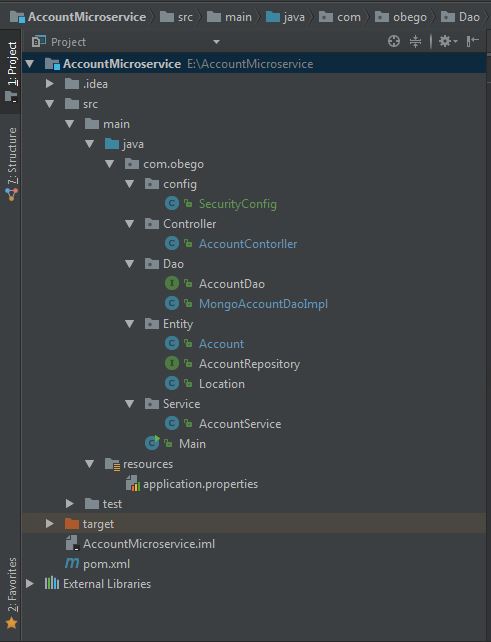 AccountMicroservice src main java com obego Dao
Project
AccountMicroservice E:\AccountMicroservice
.idea
src
main
java
com.obego
config
SecurityConfig
Controller
AccountContorller
Dao
AccountDao
MongoAccountDaoImpl
Entity
Account
AccountRepository
Location
Service
AccountService
Main
resources
application.properties
test
target
AccountMicroservice.iml
pom.xml
External Libraries
1: Project
7: Structure
2: Favorites